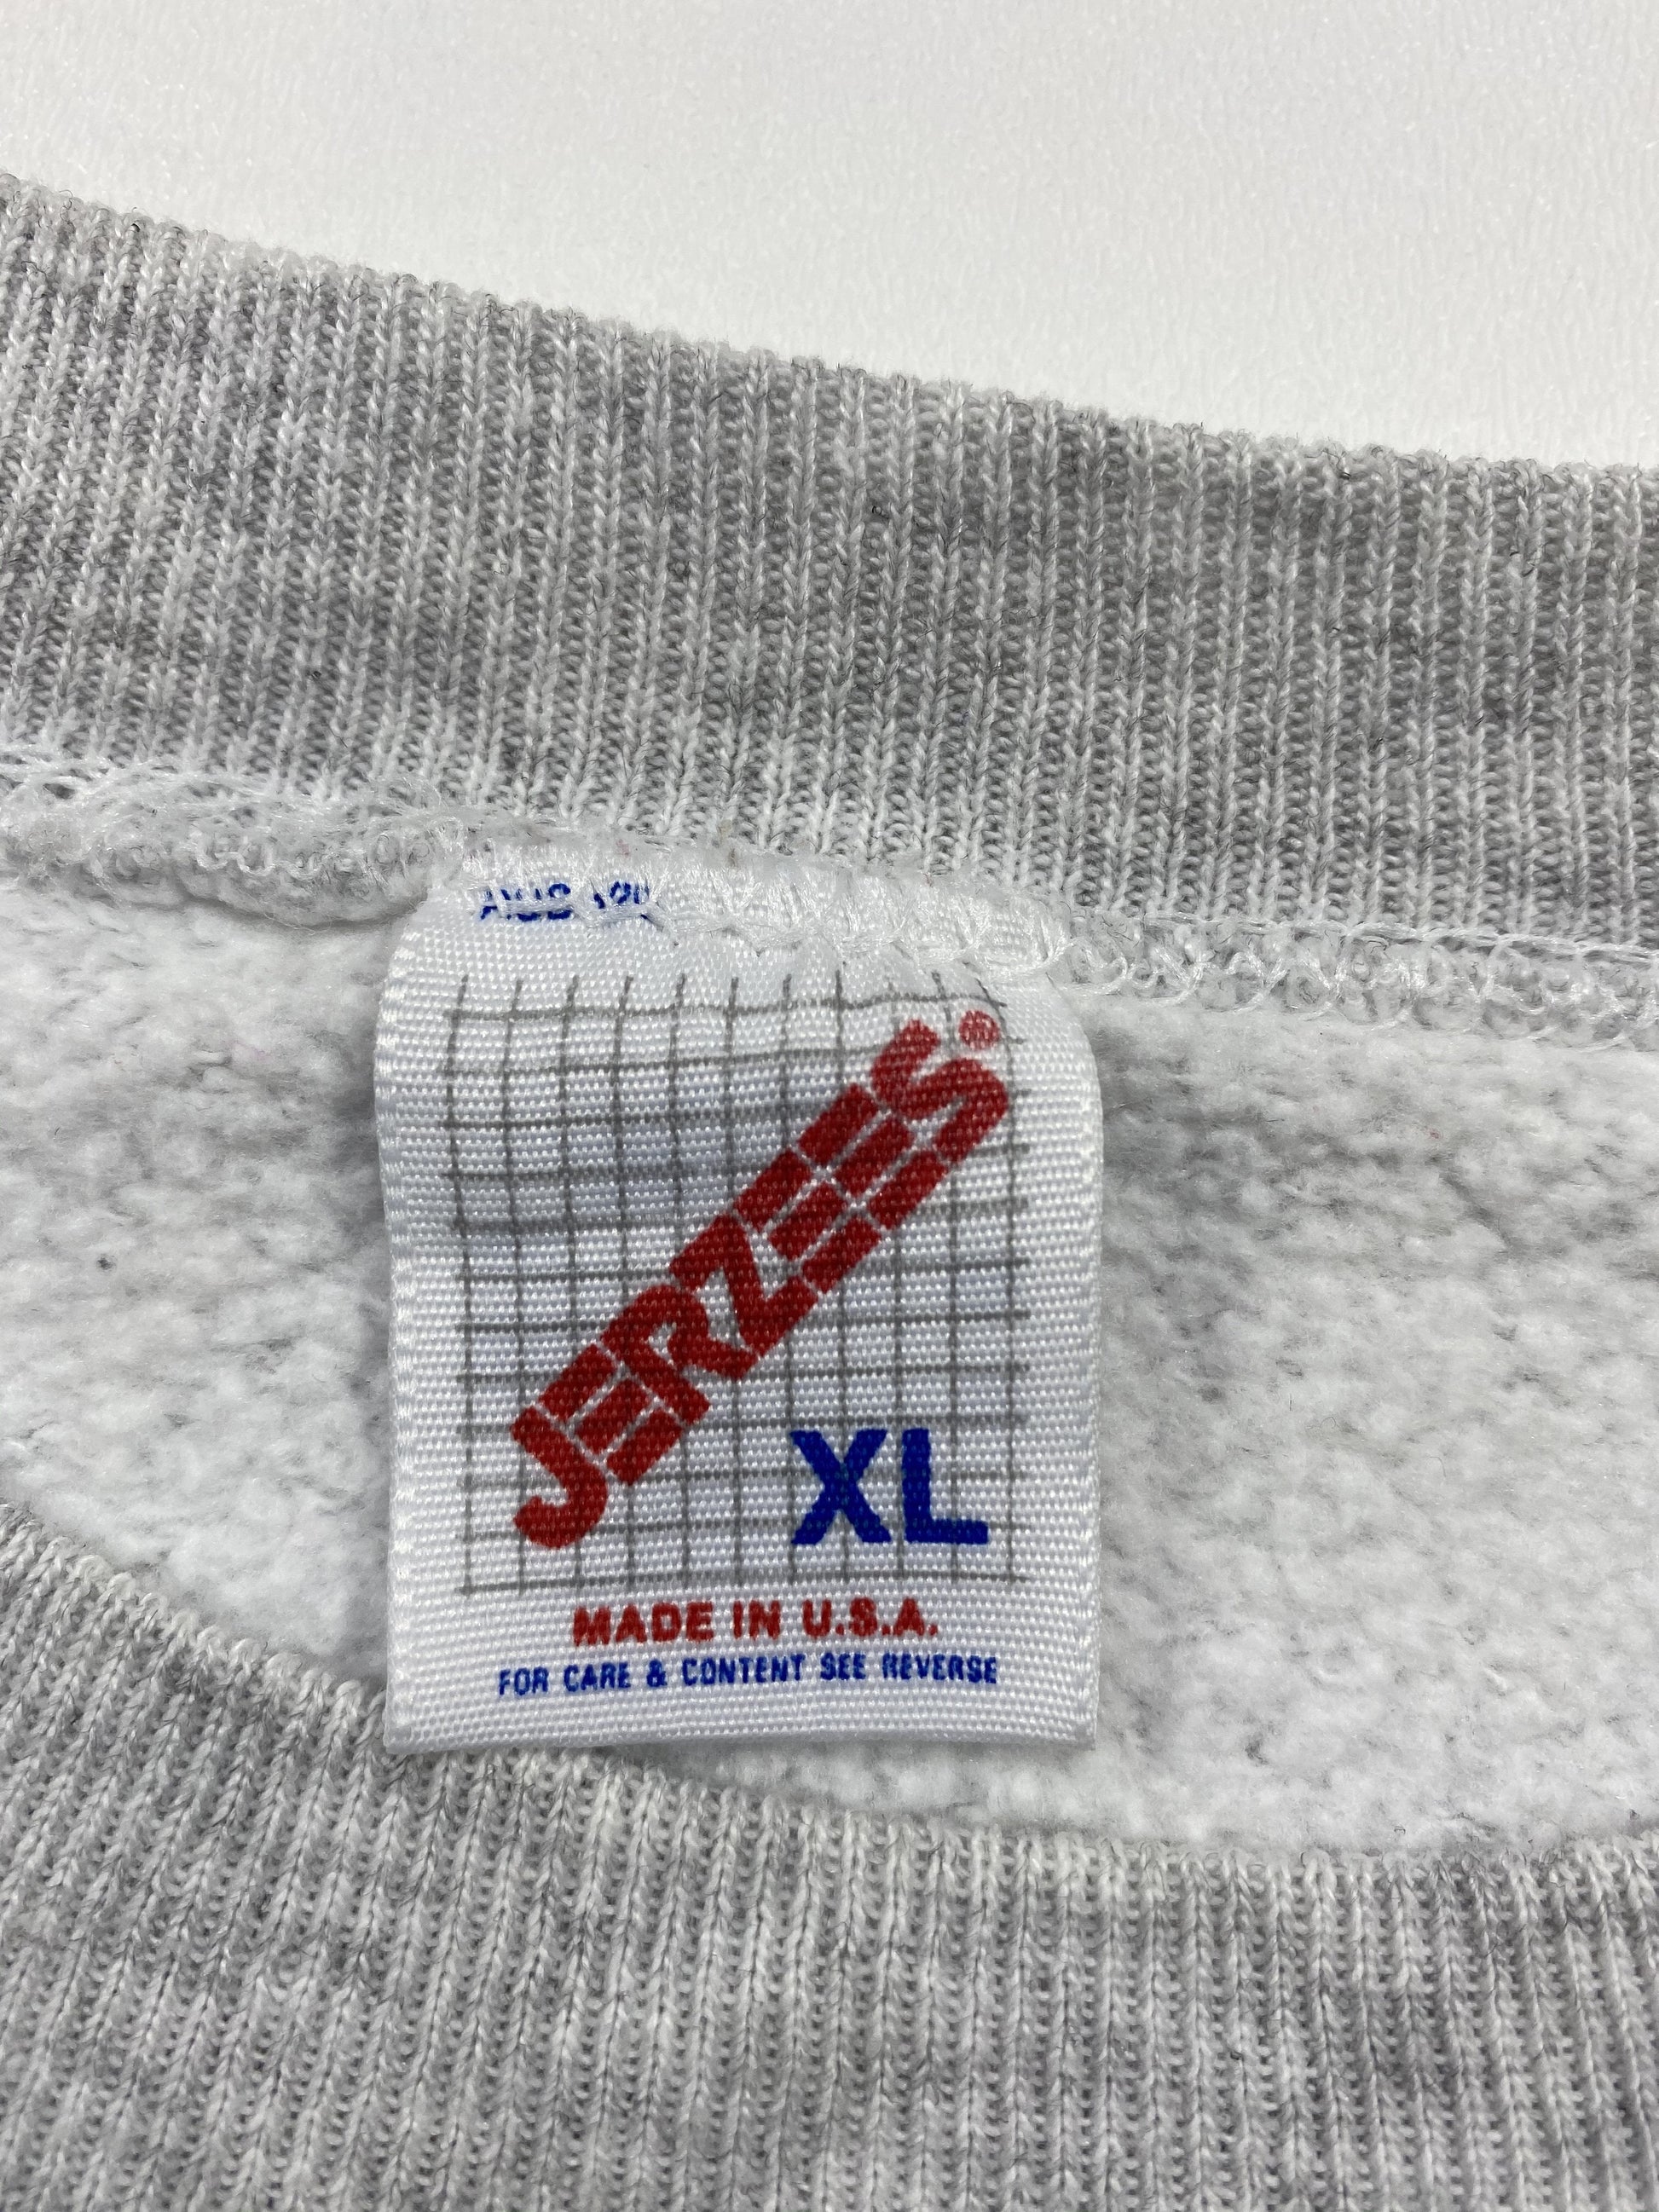 JERZEES®
XL
MADE IN U.S.A.
FOR CARE & CONTENT SEE REVERSE